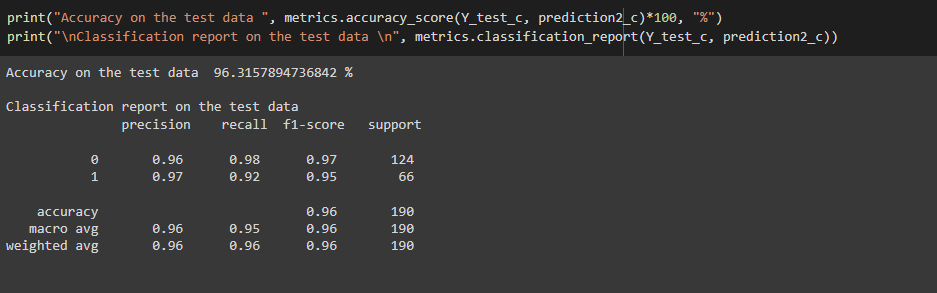 print("Accuracy on the test data ", metrics.accuracy_score(Y_test_c, prediction2_c)*100, "%")
print("\nClassification report on the test data \n", metrics.classification_report(Y_test_c, prediction2_c))
Accuracy on the test data  96.3157894736842 %
Classification report on the test data
precision recall f1-score support
0 0.96 0.98 0.97 124
1 0.97 0.92 0.95 66
accuracy 0.96 190
macro avg 0.96 0.95 0.96 190
weighted avg 0.96 0.96 0.96 190